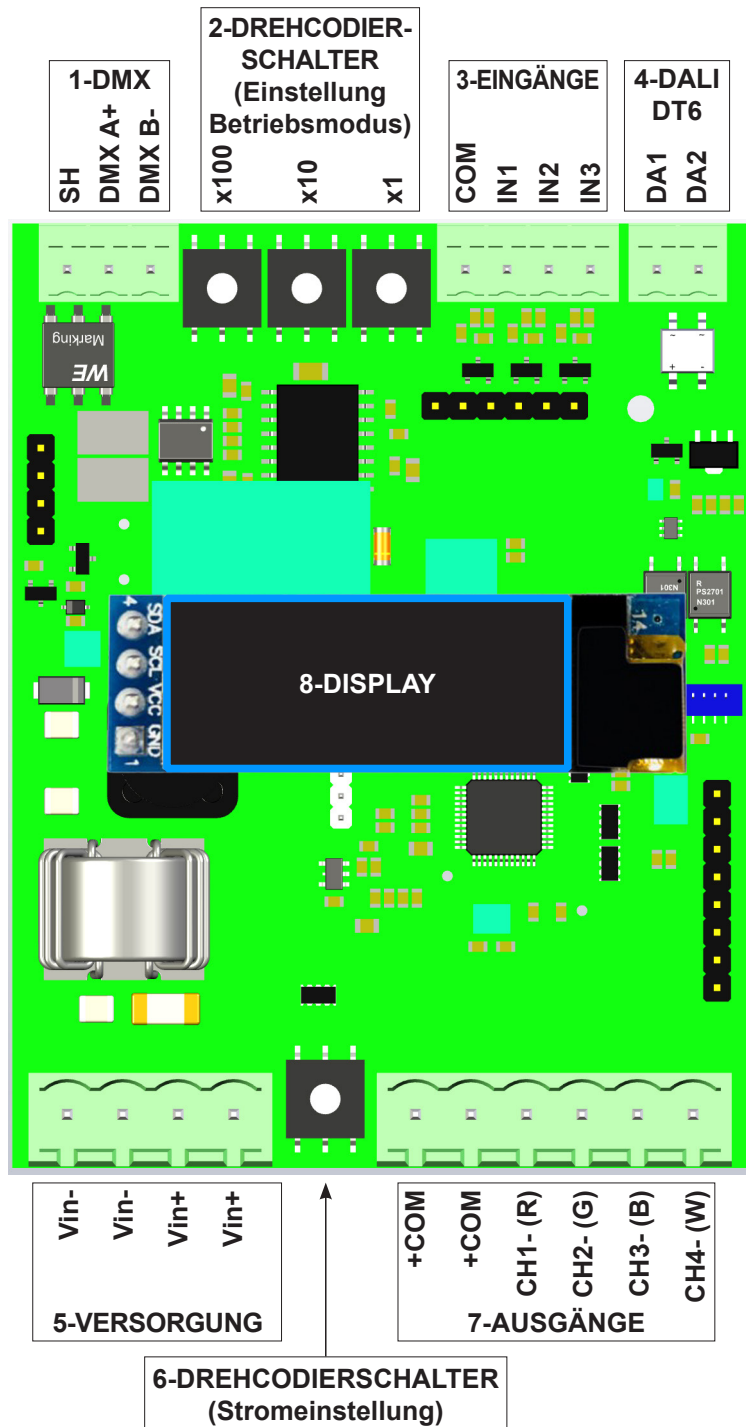 2-DREHCODIER-
SCHALTER
(Einstellung
Betriebsmodus)
1-DMX
3-EINGÄNGE
4-DALI
DT6
SH
DMX A+
DMX B-
x100
x10
x1
COM
IN1
IN2
IN3
DA1
DA2
Marking
WE
~ ~
+ -
4
SDA
SCL
VCC
GND
1
8-DISPLAY
14
N301
R
PS2701
N301
Vin-
Vin-
Vin+
Vin+
5-VERSORGUNG
+COM
+COM
CH1- (R)
CH2- (G)
CH3- (B)
CH4- (W)
7-AUSGÄNGE
6-DREHCODIERSCHALTER
(Stromeinstellung)